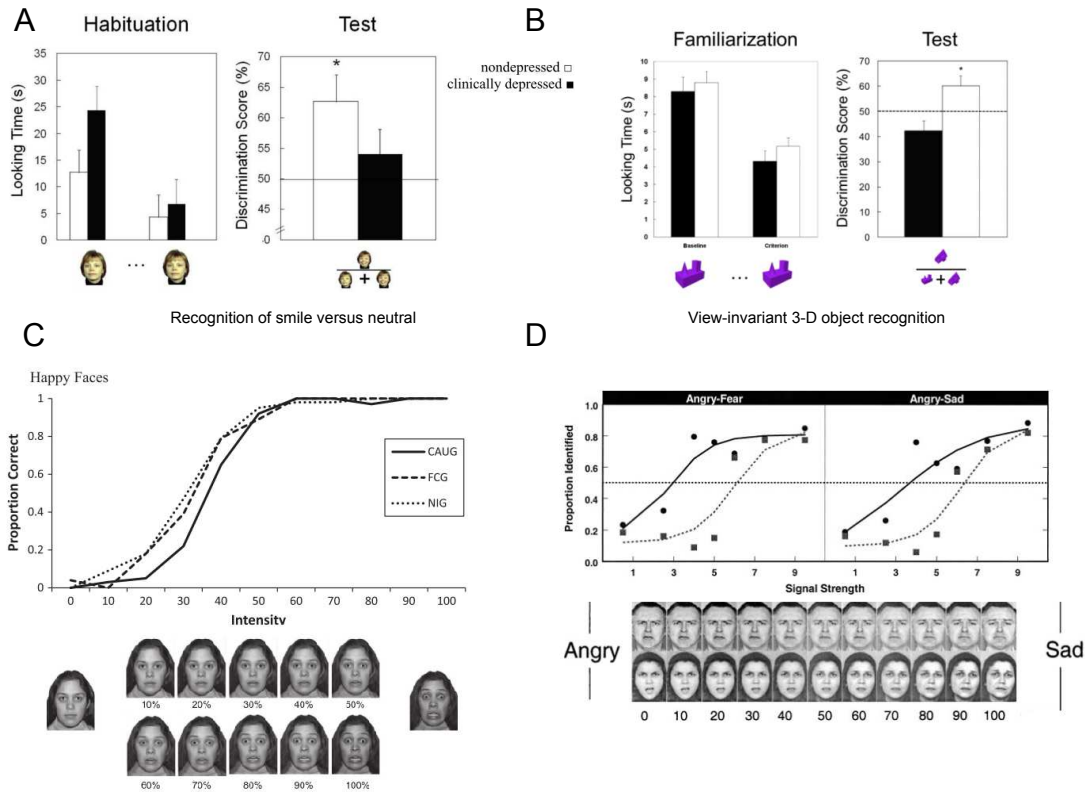 A
Habituation
Test
Looking Time (s)
35
30
25
20
15
10
5
0
Discrimination Score (%)
70
65
60
55
50
45
0
*
nondepressed □
clinically depressed ■
...
+
B
Familiarization
Test
Looking Time (s)
10
9
8
7
6
5
4
3
2
1
0
Baseline
Criterion
Discrimination Score (%)
80
70
60
50
40
30
20
10
0
*
...
+
Recognition of smile versus neutral
View-invariant 3-D object recognition
C
Happy Faces
Proportion Correct
1
0.8
0.6
0.4
0.2
0
CAUG
FCG
NIG
0 10 20 30 40 50 60 70 80 90 100
Intensity
10% 20% 30% 40% 50%
60% 70% 80% 90% 100%
D
Angry-Fear
Angry-Sad
Proportion Identified
1.0
0.8
0.6
0.4
0.2
0.0
1 3 5 7 9 1 3 5 7 9
Signal Strength
Angry
Sad
0 10 20 30 40 50 60 70 80 90 100